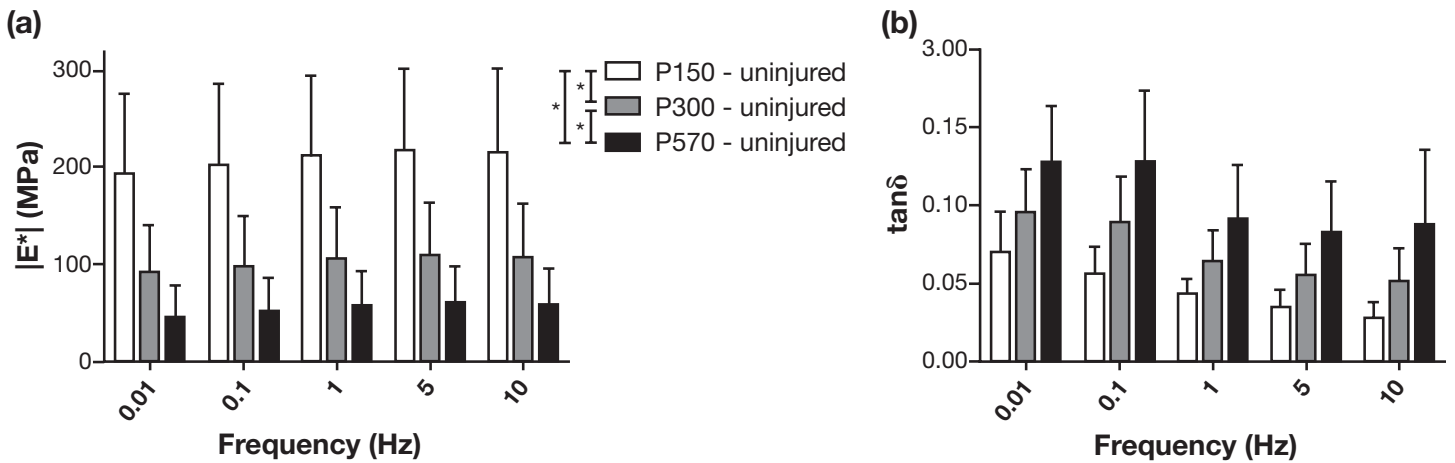 (a)
|E*| (MPa)
300
200
100
0
0.01
0.1
1
5
10
Frequency (Hz)
* * *
P150 - uninjured
P300 - uninjured
P570 - uninjured
(b)
tanδ
3.00
0.15
0.10
0.05
0.00
0.01
0.1
1
5
10
Frequency (Hz)